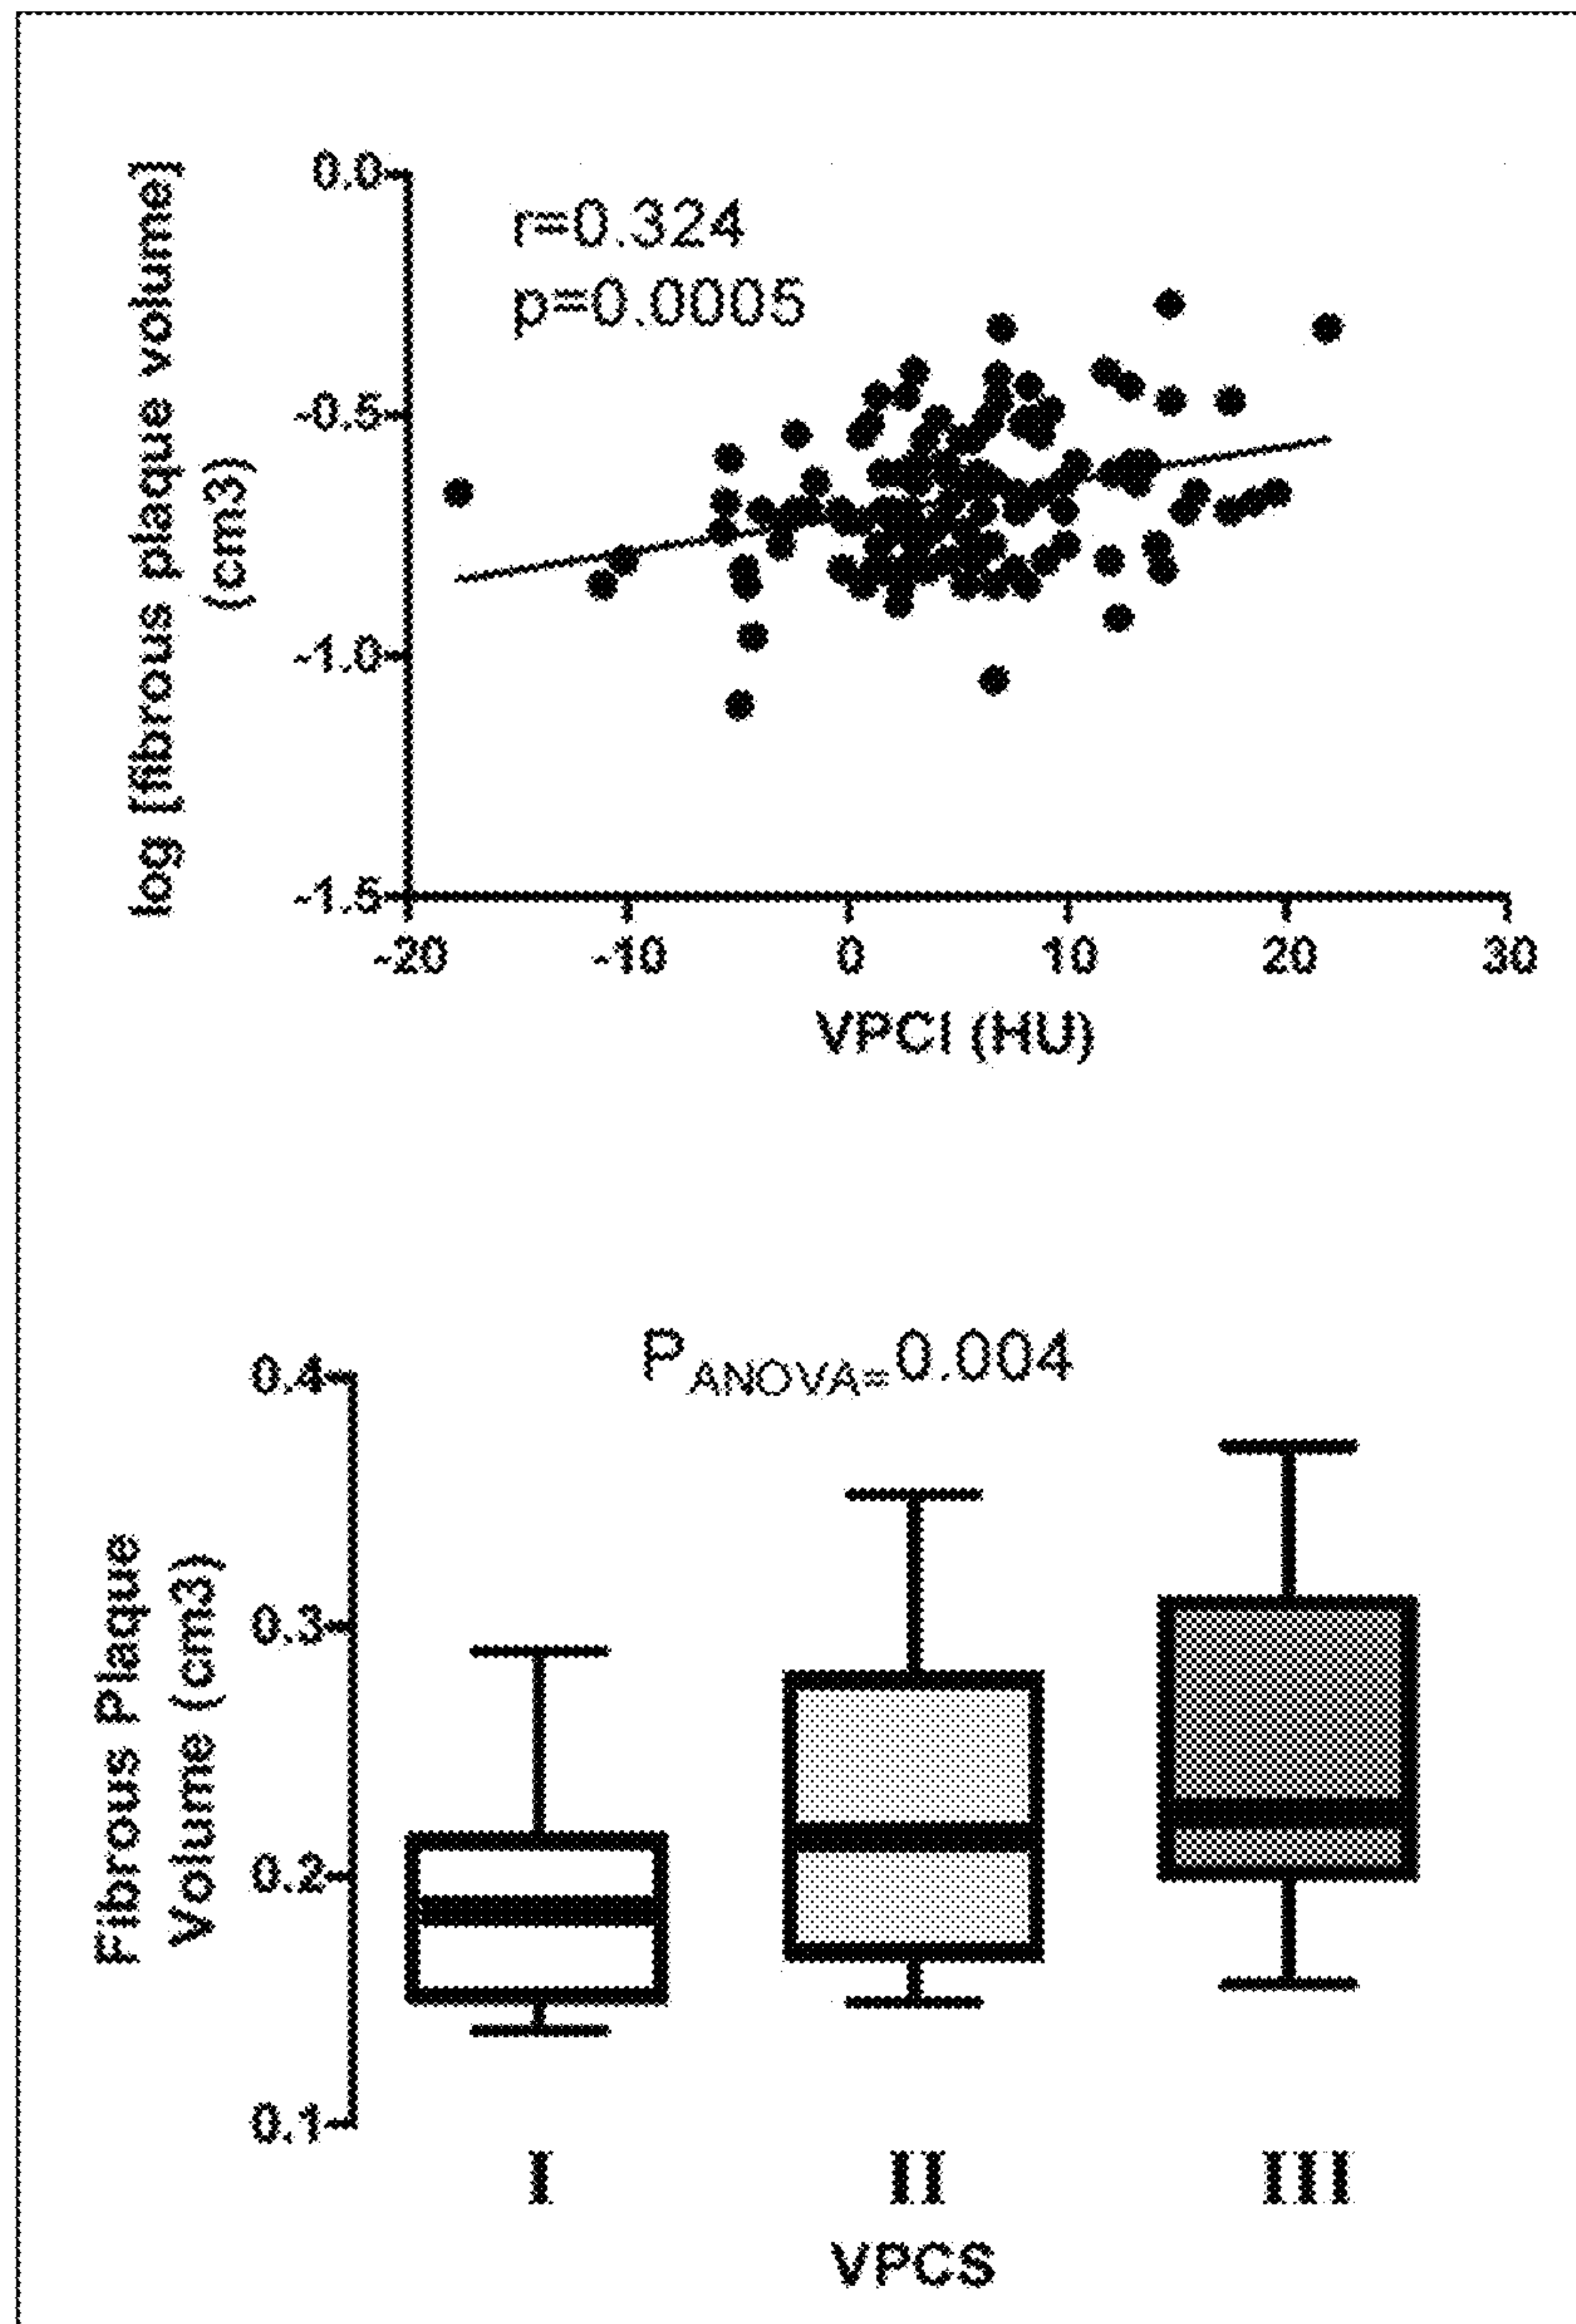 log [fibrous plaque volume]
(cm3)
0.0
-0.5
-1.0
-1.5
r=0.324
p=0.0005
-20 -10 0 10 20 30
VPCI (HU)
PANOVA=0.004
Fibrous Plaque
Volume (cm3)
0.4
0.3
0.2
0.1
I II III
VPCS